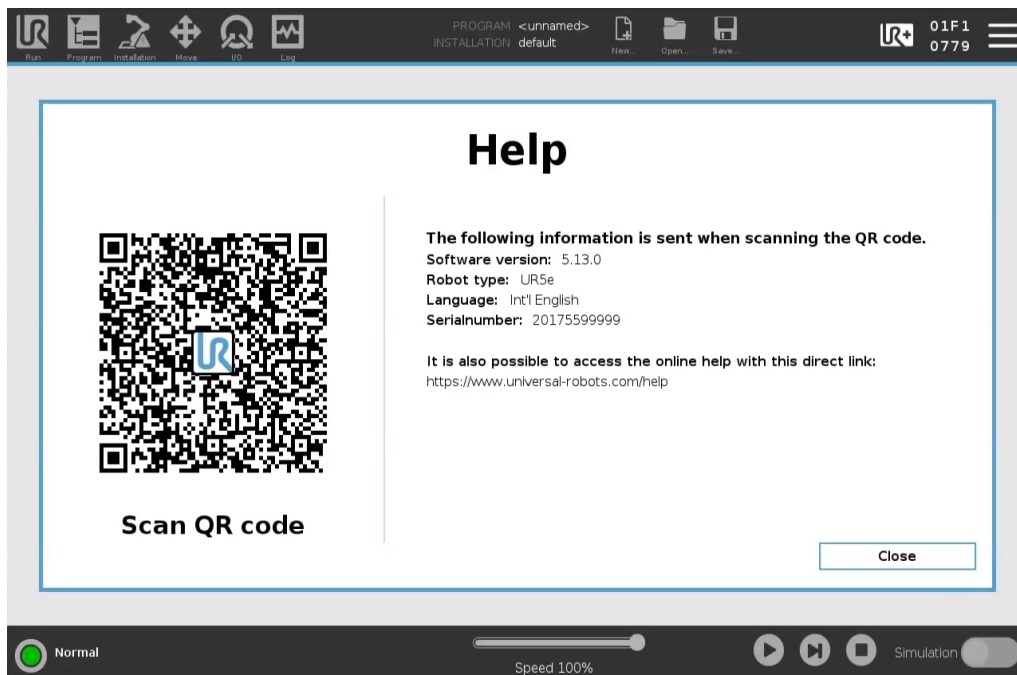 PROGRAM <unnamed>
INSTALLATION default
01F1
0779
Run Program Installation Move I/O Log New... Open... Save...
Help
The following information is sent when scanning the QR code.
Software version: 5.13.0
Robot type: UR5e
Language: Int'l English
Serialnumber: 20175599999
It is also possible to access the online help with this direct link:
https://www.universal-robots.com/help
Scan QR code
Close
Normal
Speed 100%
Simulation